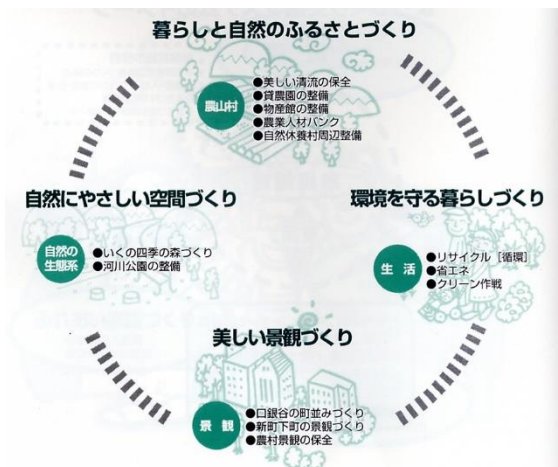 暮らしと自然のふるさとづくり
農山村
●美しい清流の保全
●貸農園の整備
●物産館の整備
●農業人材バンク
●自然休養村周辺整備
自然にやさしい空間づくり
自然の
生態系
●いくの四季の森づくり
●河川公園の整備
環境を守る暮らしづくり
生活
●リサイクル［循環］
●省エネ
●クリーン作戦
美しい景観づくり
景観
●口銀谷の町並みづくり
●新町下町の景観づくり
●農村景観の保全